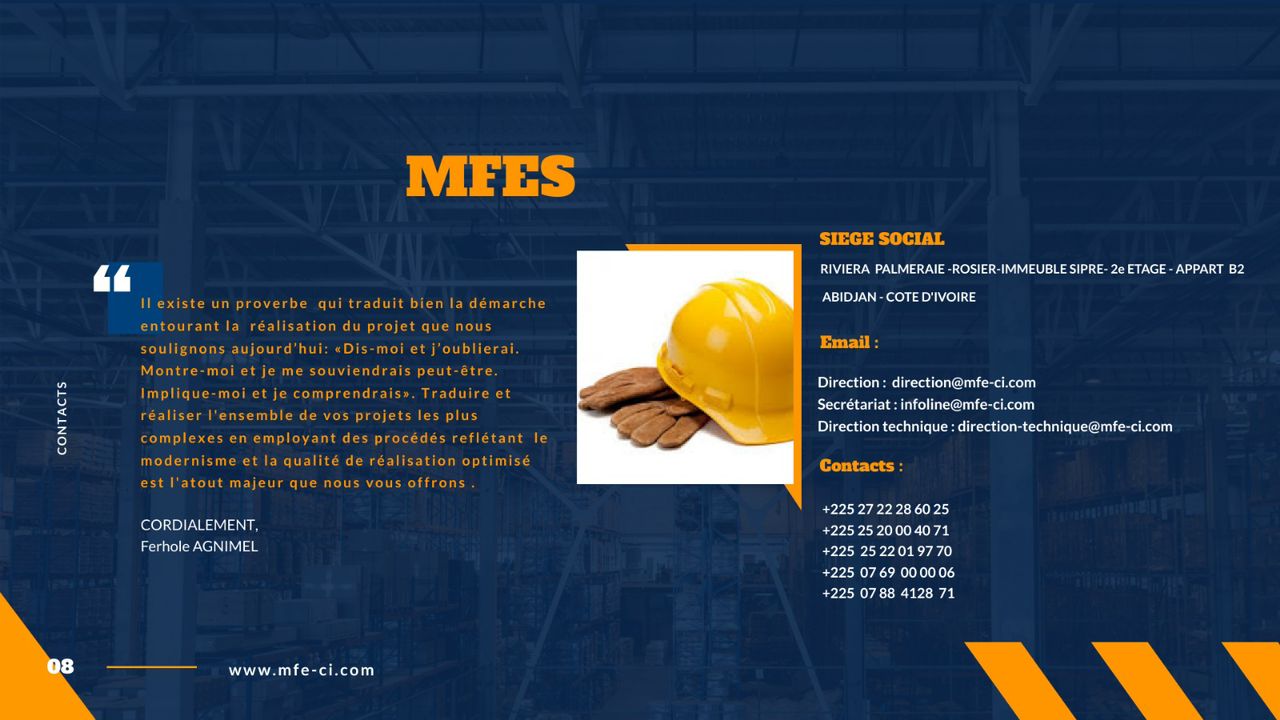 MFES
“
Il existe un proverbe qui traduit bien la démarche
entourant la réalisation du projet que nous
soulignons aujourd’hui: «Dis-moi et j’oublierai.
Montre-moi et je me souviendrais peut-être.
Implique-moi et je comprendrais». Traduire et
réaliser l'ensemble de vos projets les plus
complexes en employant des procédés reflétant le
modernisme et la qualité de réalisation optimisé
est l'atout majeur que nous vous offrons .
CORDIALEMENT,
Ferhole AGNIMEL
SIEGE SOCIAL
RIVIERA PALMERAIE -ROSIER-IMMEUBLE SIPRE- 2e ETAGE - APPART B2
ABIDJAN - COTE D'IVOIRE
Email :
Direction : direction@mfe-ci.com
Secrétariat : infoline@mfe-ci.com
Direction technique : direction-technique@mfe-ci.com
Contacts :
+225 27 22 28 60 25
+225 25 20 00 40 71
+225 25 22 01 97 70
+225 07 69 00 00 06
+225 07 88 4128 71
CONTACTS
08
www.mfe-ci.com